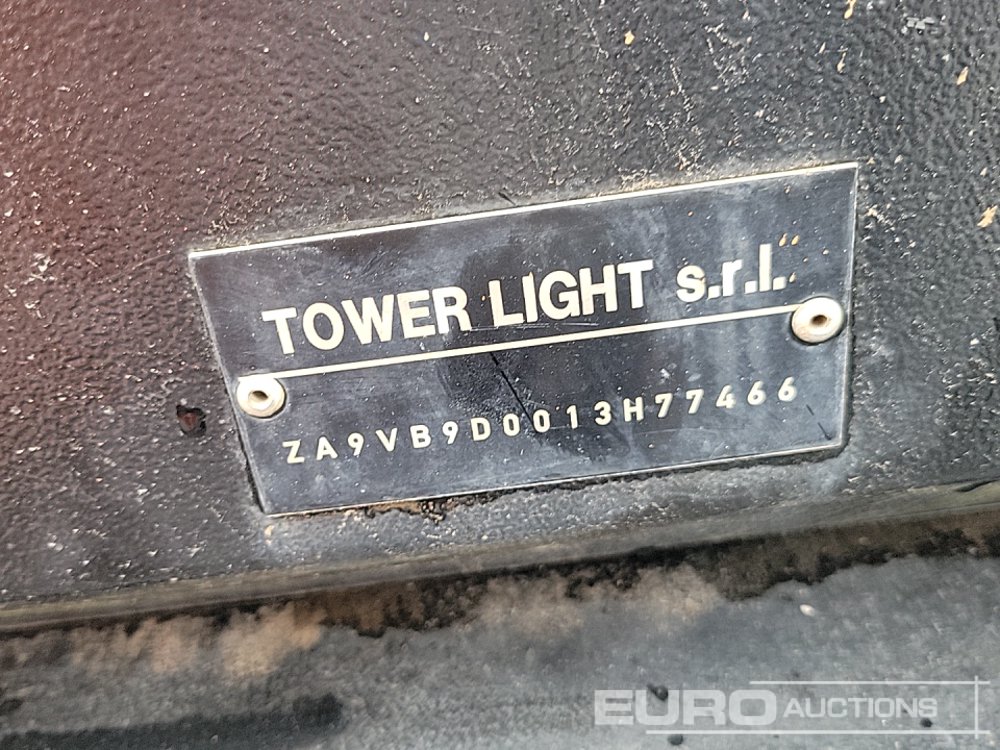 TOWER LIGHT s.r.l.
ZA9VB9D0013H77466
EURO AUCTIONS